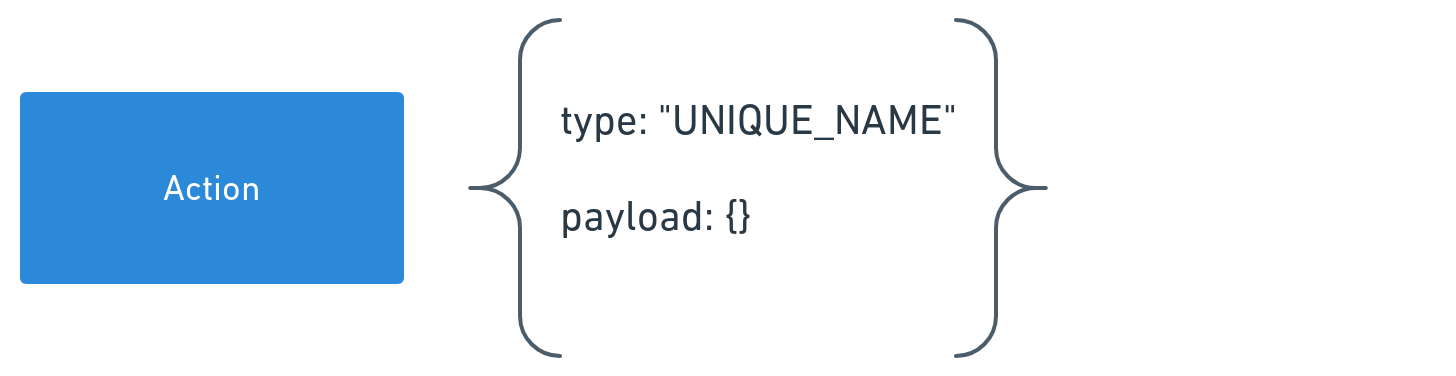 Action
type: "UNIQUE_NAME"
payload: {}